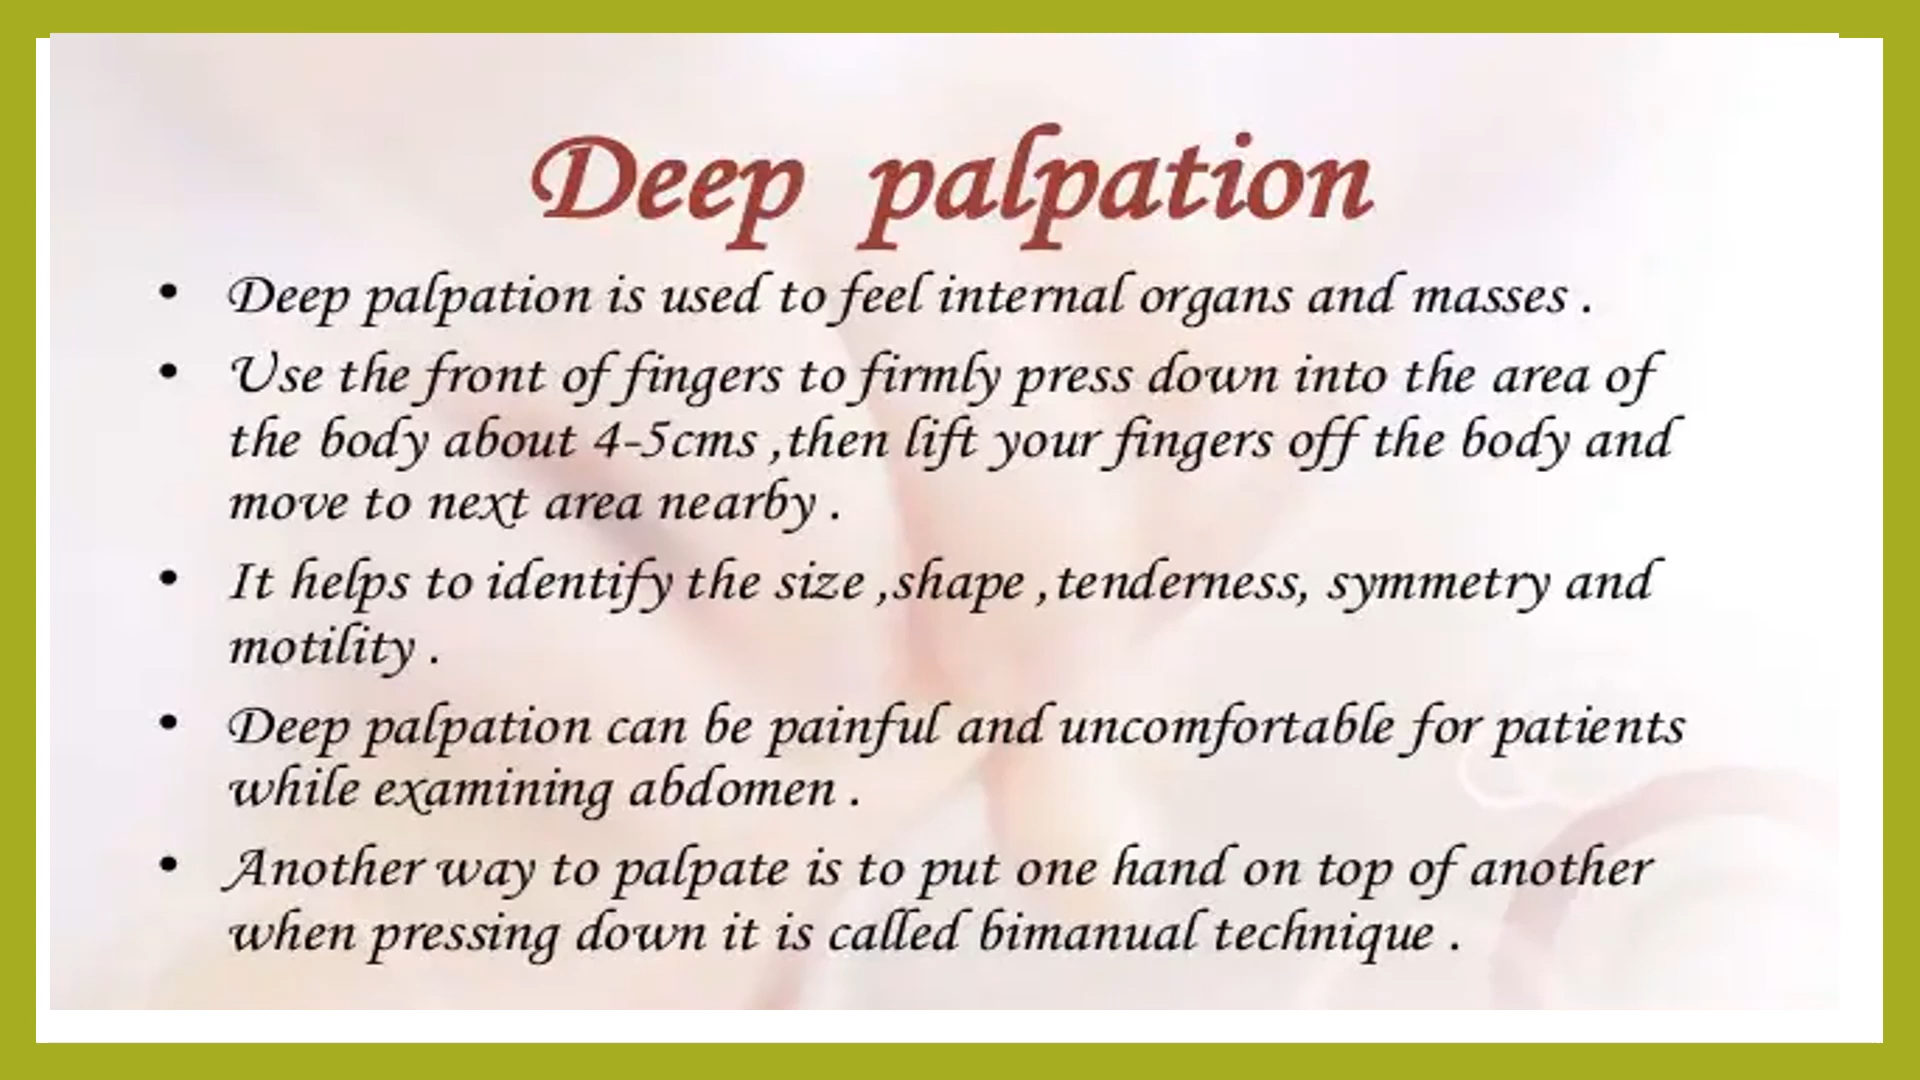 Deep palpation
• Deep palpation is used to feel internal organs and masses .
• Use the front of fingers to firmly press down into the area of
the body about 4-5cms ,then lift your fingers off the body and
move to next area nearby .
• It helps to identify the size ,shape ,tenderness, symmetry and
motility .
• Deep palpation can be painful and uncomfortable for patients
while examining abdomen .
• Another way to palpate is to put one hand on top of another
when pressing down it is called bimanual technique .